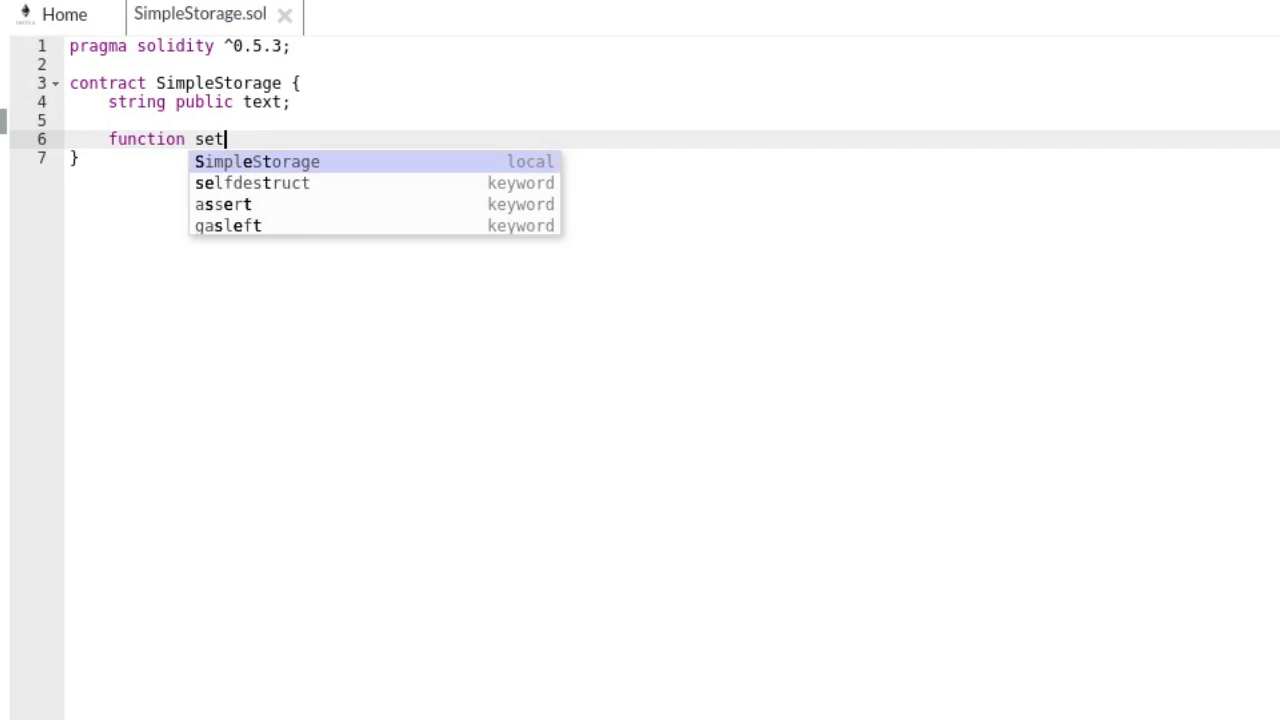 Home
SimpleStorage.sol
1 pragma solidity ^0.5.3;
2
3 contract SimpleStorage {
4 string public text;
5
6 function set
7 }
SimpleStorage local
selfdestruct keyword
assert keyword
gasleft keyword